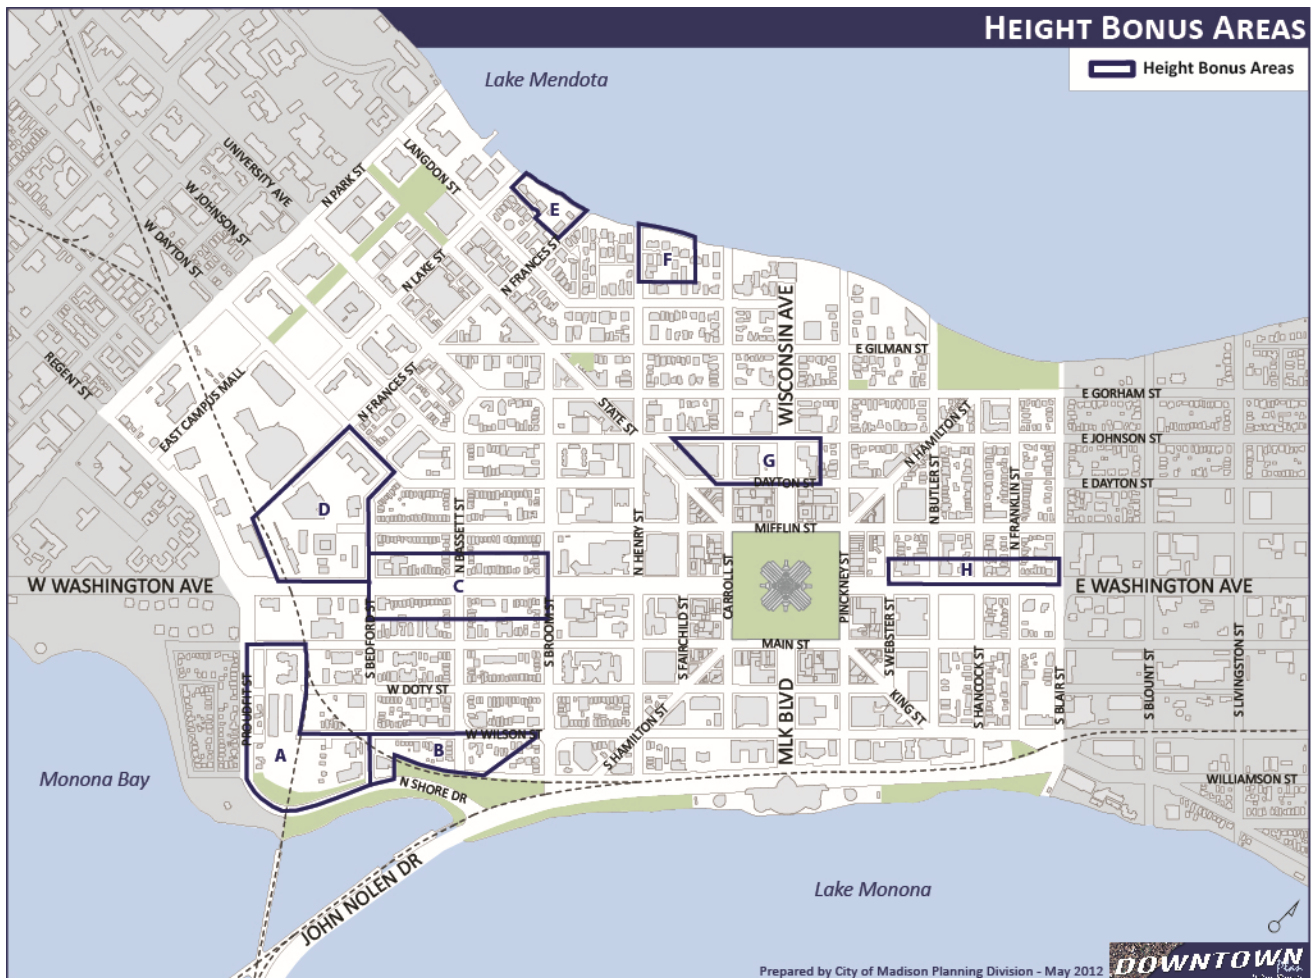 HEIGHT BONUS AREAS
Height Bonus Areas
Lake Mendota
UNIVERSITY AVE
W JOHNSON ST
W DAYTON ST
N PARK ST
LANGDON ST
N LAKE ST
N FRANCES ST
E
F
WISCONSIN AVE
E GILMAN ST
REGENT ST
EAST CAMPUS MALL
N FRANCES ST
STATE ST
N HAMILTON ST
E GORHAM ST
E JOHNSON ST
E DAYTON ST
G
DAYTON ST
D
N BASSETT ST
N HENRY ST
MIFFLIN ST
N BUTLER ST
N FRANKLIN ST
W WASHINGTON AVE
C
CARROLL ST
PINCKNEY ST
H
E WASHINGTON AVE
S BEDFORD ST
S BROOM ST
S FAIRCHILD ST
MAIN ST
S WEBSTER ST
PROUDFIT ST
W DOTY ST
S HAMILTON ST
MLK BLVD
KING ST
S HANCOCK ST
S BLAIR ST
S BLOUNT ST
S LIVINGSTON ST
A
B
W WILSON ST
Monona Bay
N SHORE DR
WILLIAMSON ST
JOHN NOLEN DR
Lake Monona
Prepared by City of Madison Planning Division - May 2012
DOWNTOWN